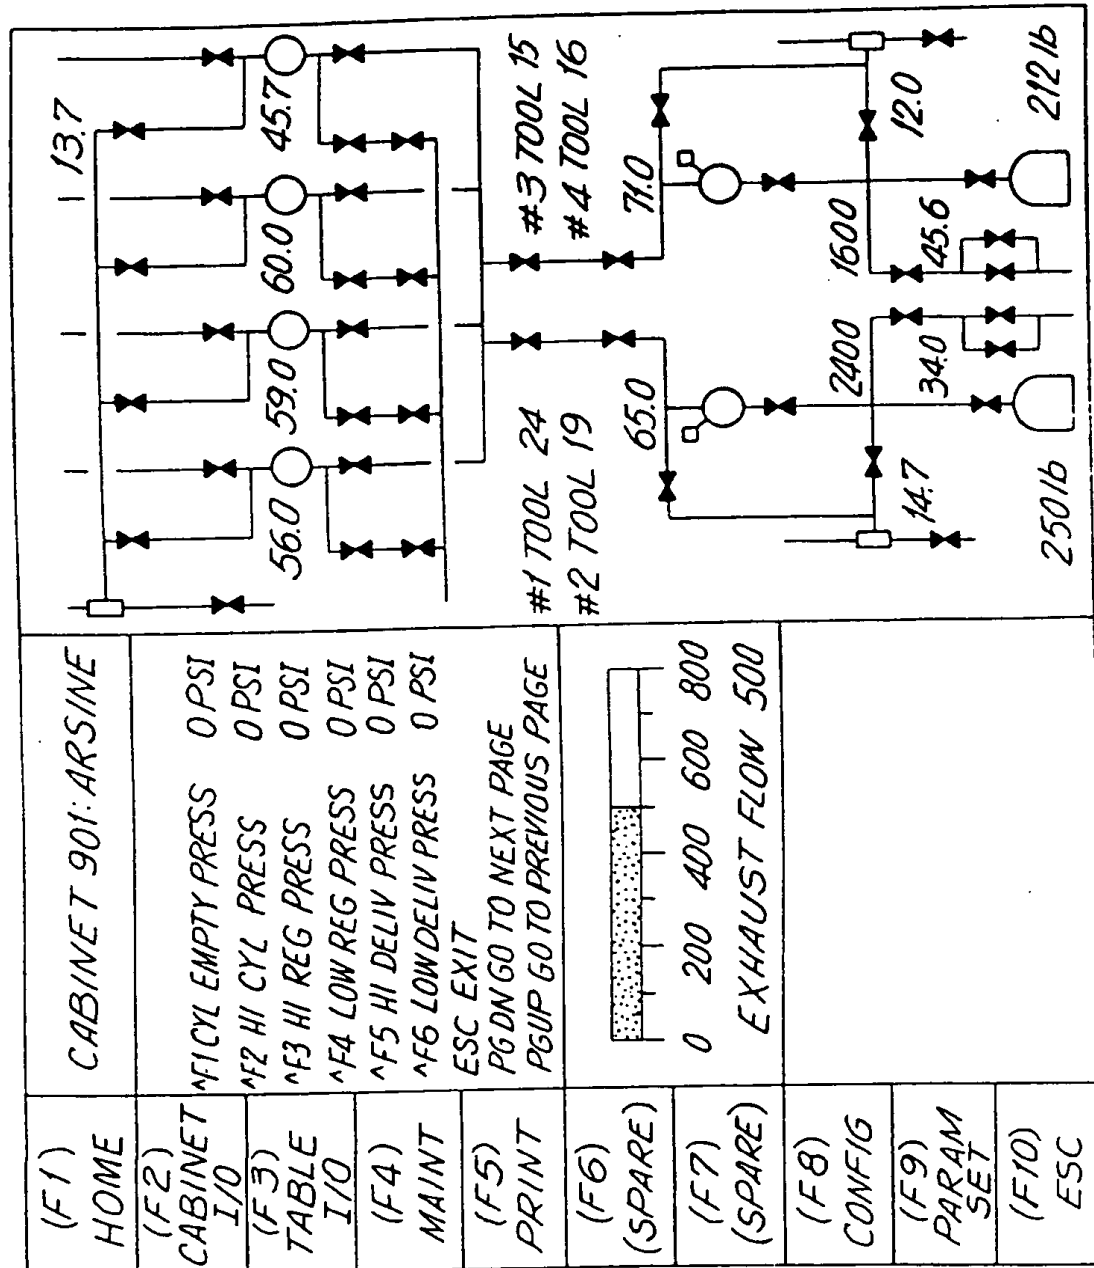 (F1)
HOME
(F2)
CABINET
I/O
(F3)
TABLE
I/O
(F4)
MAINT
(F5)
PRINT
(F6)
(SPARE)
(F7)
(SPARE)
(F8)
CONFIG
(F9)
PARAM
SET
(F10)
ESC
CABINET 901: ARSINE
^F1 CYL EMPTY PRESS 0 PSI
^F2 HI CYL PRESS 0 PSI
^F3 HI REG PRESS 0 PSI
^F4 LOW REG PRESS 0 PSI
^F5 HI DELIV PRESS 0 PSI
^F6 LOW DELIV PRESS 0 PSI
ESC EXIT
PG DN GO TO NEXT PAGE
PGUP GO TO PREVIOUS PAGE
0 200 400 600 800
EXHAUST FLOW 500
13.7
56.0 59.0 60.0 45.7
#1 TOOL 24
#2 TOOL 19
#3 TOOL 15
#4 TOOL 16
65.0 71.0
2400 1600
14.7 34.0 45.6 12.0
250 lb 212 lb